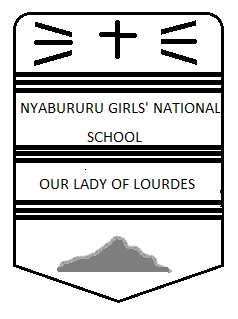 NYABURURU GIRLS' NATIONAL
SCHOOL
OUR LADY OF LOURDES